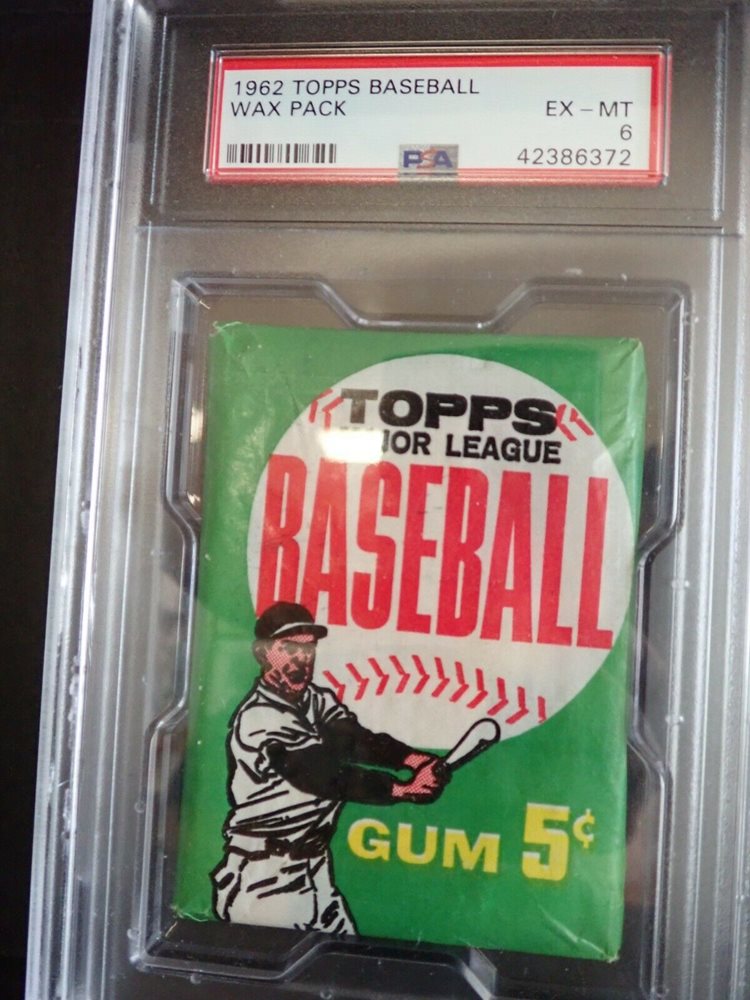 1962 TOPPS BASEBALL
WAX PACK EX – MT
6
PSA 42386372
TOPPS
LEAGUE
BASEBALL
GUM 5¢